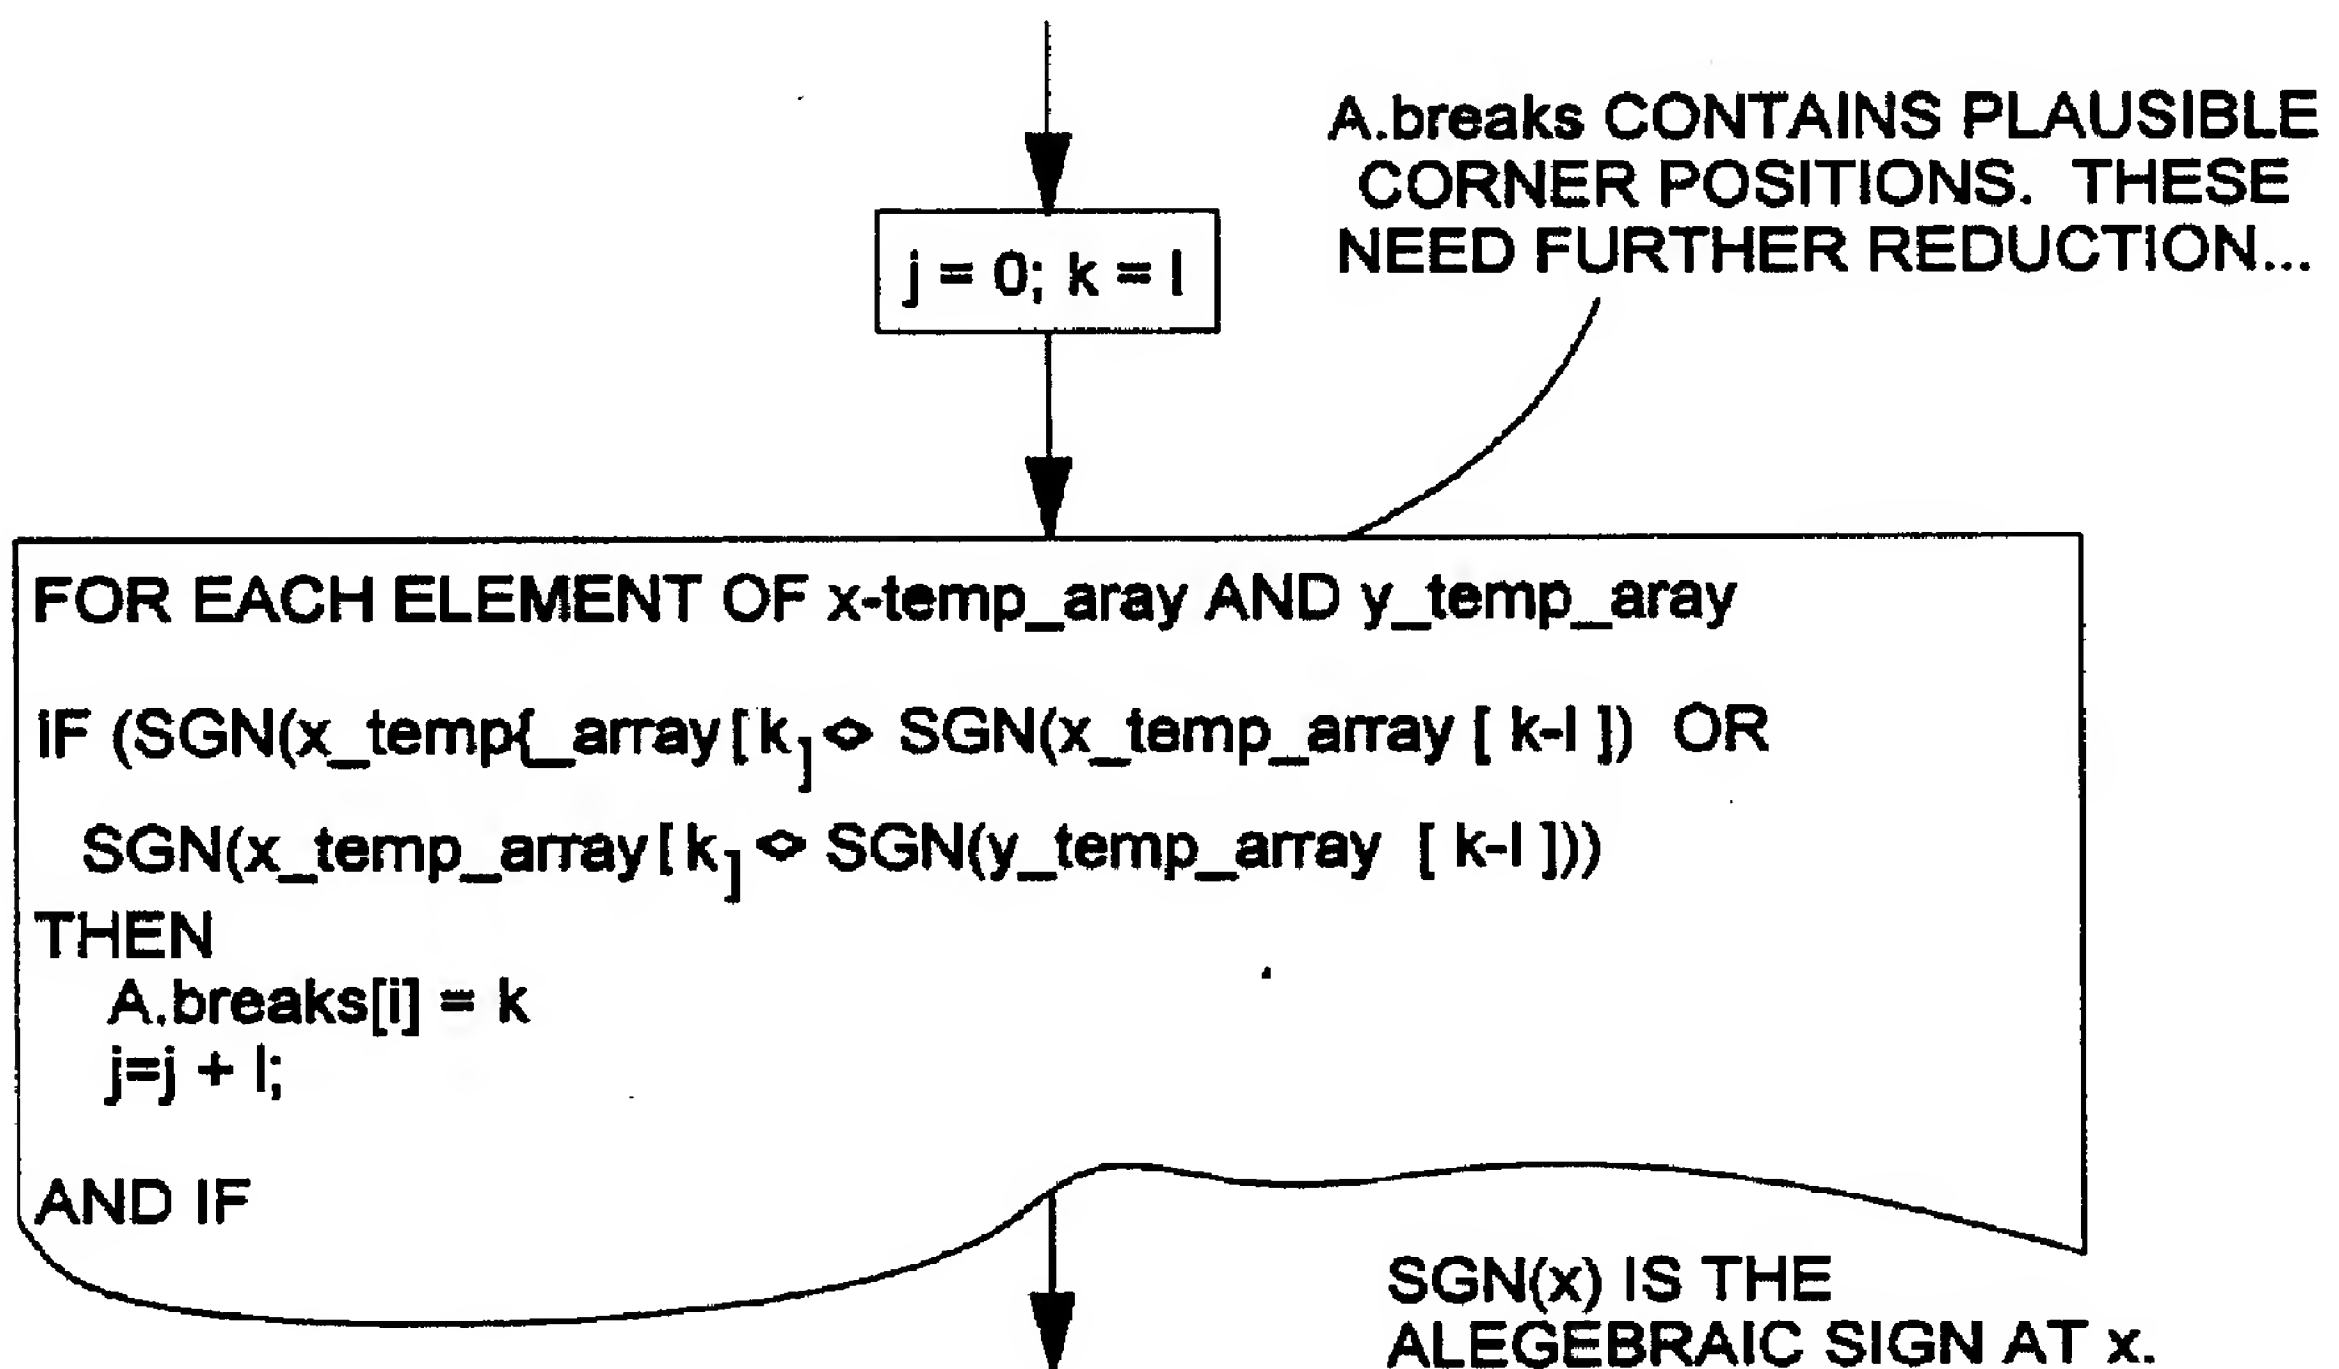 A.breaks CONTAINS PLAUSIBLE
CORNER POSITIONS. THESE
NEED FURTHER REDUCTION...
j = 0; k = l
FOR EACH ELEMENT OF x-temp_aray AND y_temp_aray
IF (SGN(x_temp{_array[k]<> SGN(x_temp_array [ k-l ]) OR
SGN(x_temp_array[k]<> SGN(y_temp_array [ k-l ]))
THEN
A.breaks[i] = k
j=j + l;
AND IF
SGN(x) IS THE
ALEGEBRAIC SIGN AT x.